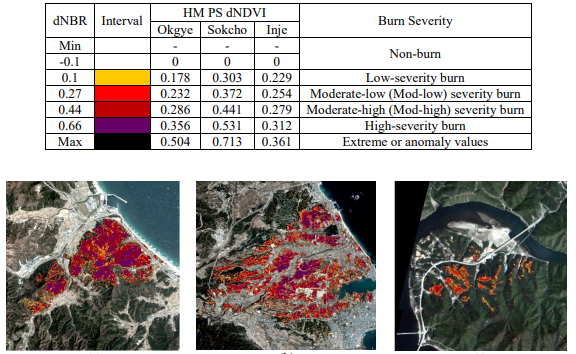 dNBR Interval HM PS dNDVI Burn Severity
Okgye Sokcho Inje
Min - - - Non-burn
-0.1 0 0 0
0.1 0.178 0.303 0.229 Low-severity burn
0.27 0.232 0.372 0.254 Moderate-low (Mod-low) severity burn
0.44 0.286 0.441 0.279 Moderate-high (Mod-high) severity burn
0.66 0.356 0.531 0.312 High-severity burn
Max 0.504 0.713 0.361 Extreme or anomaly values